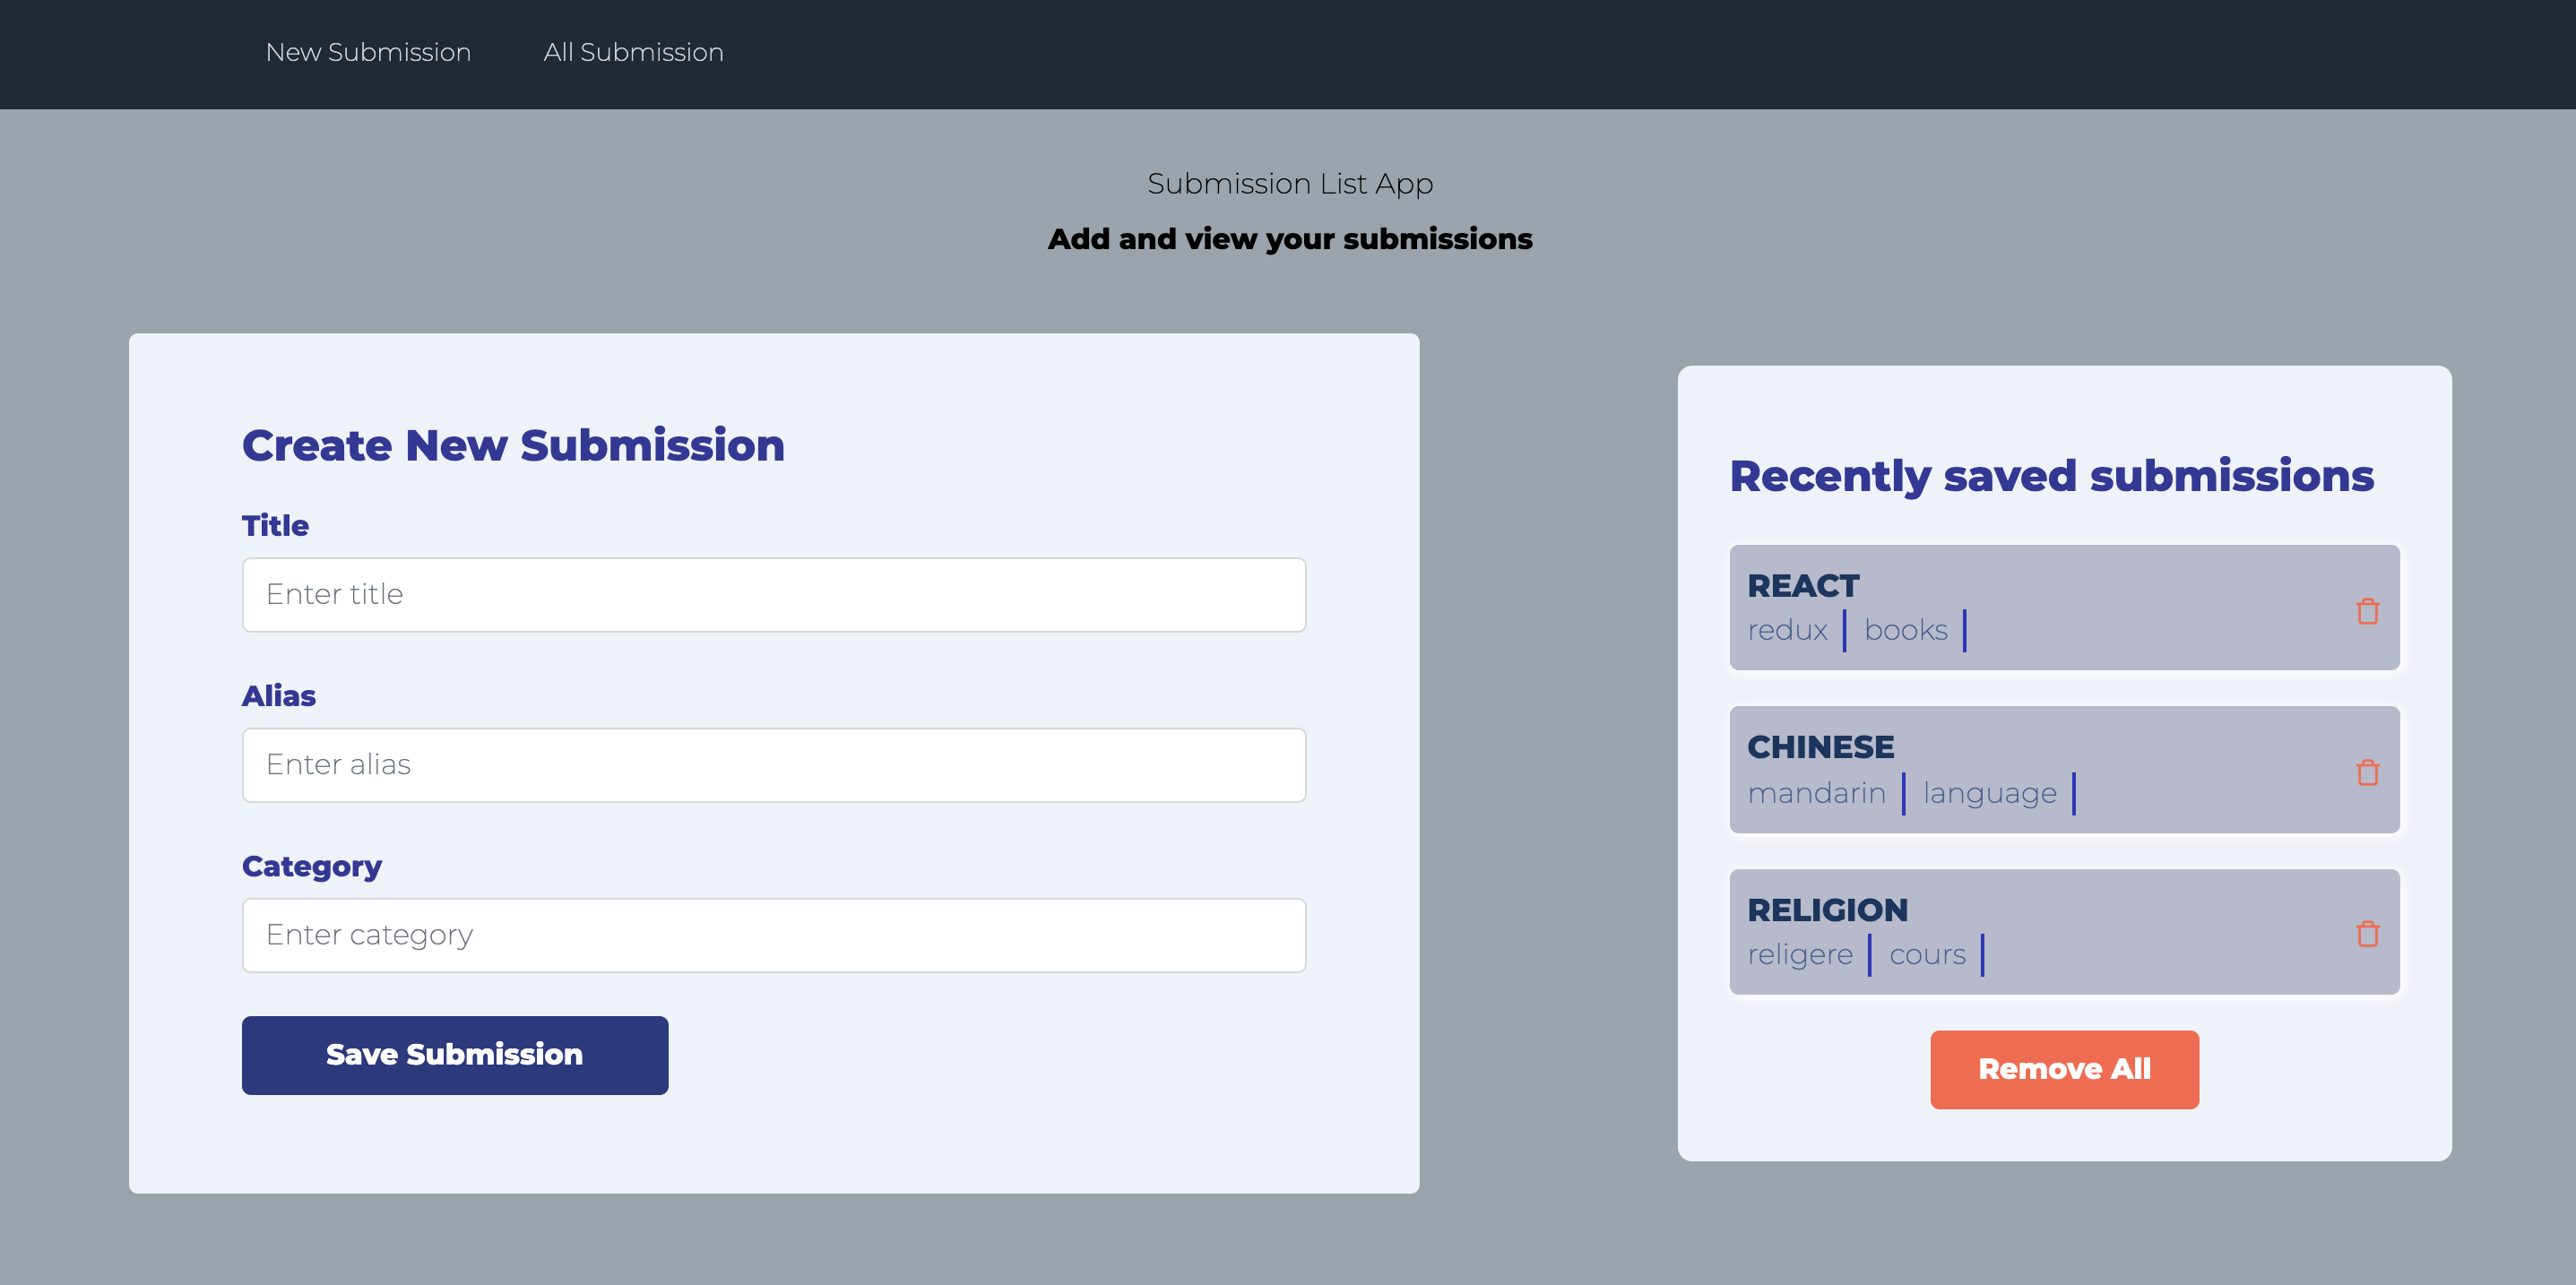 New Submission All Submission
Submission List App
Add and view your submissions
Create New Submission
Title
Enter title
Alias
Enter alias
Category
Enter category
Save Submission
Recently saved submissions
REACT
redux books
CHINESE
mandarin language
RELIGION
religere cours
Remove All